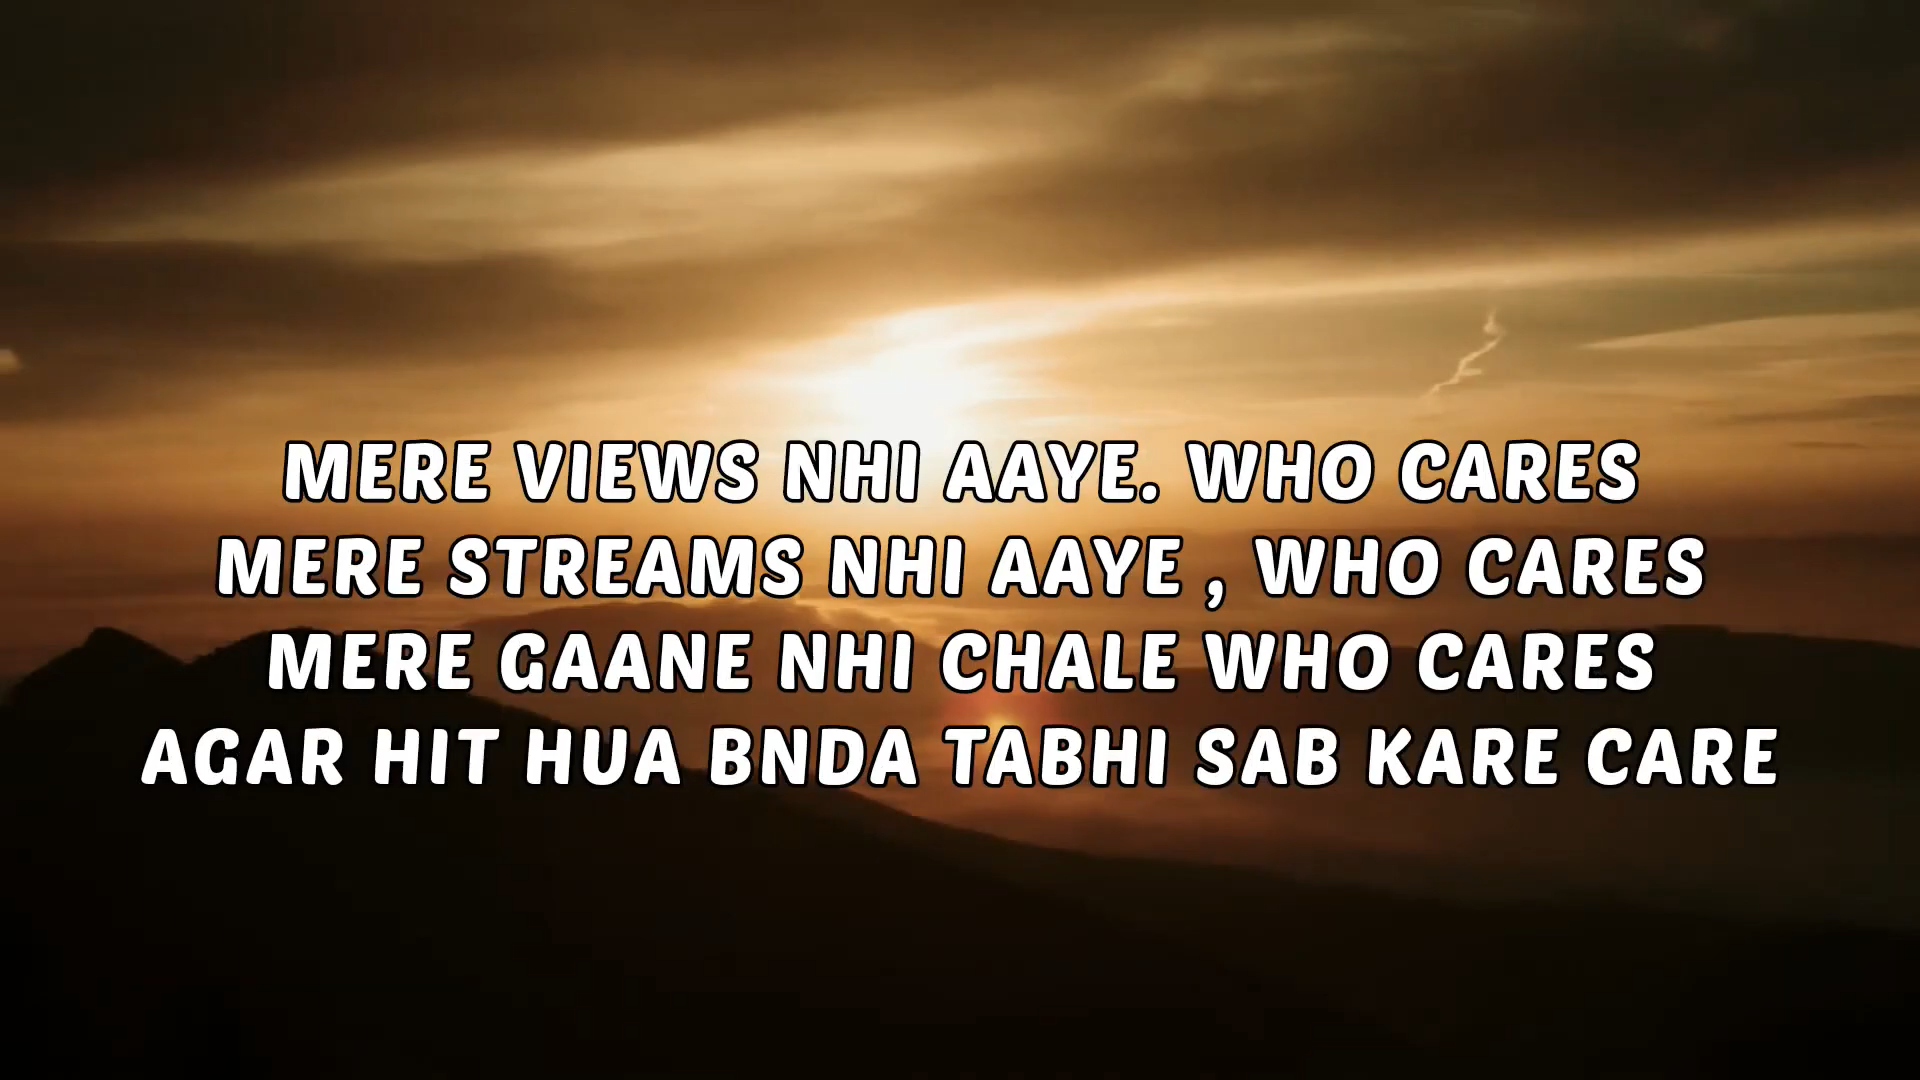 MERE VIEWS NHI AAYE. WHO CARES
MERE STREAMS NHI AAYE , WHO CARES
MERE GAANE NHI CHALE WHO CARES
AGAR HIT HUA BNDA TABHI SAB KARE CARE